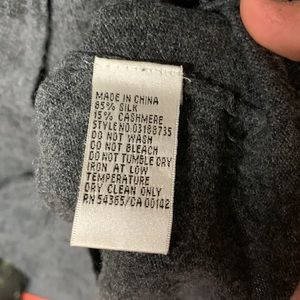 MADE IN CHINA
85% SILK
15% CASHMERE
STYLE NO.03188735
DO NOT WASH
DO NOT BLEACH
DO NOT TUMBLE DRY
IRON AT LOW
TEMPERATURE
DRY CLEAN ONLY
RN 54365/CA 00142